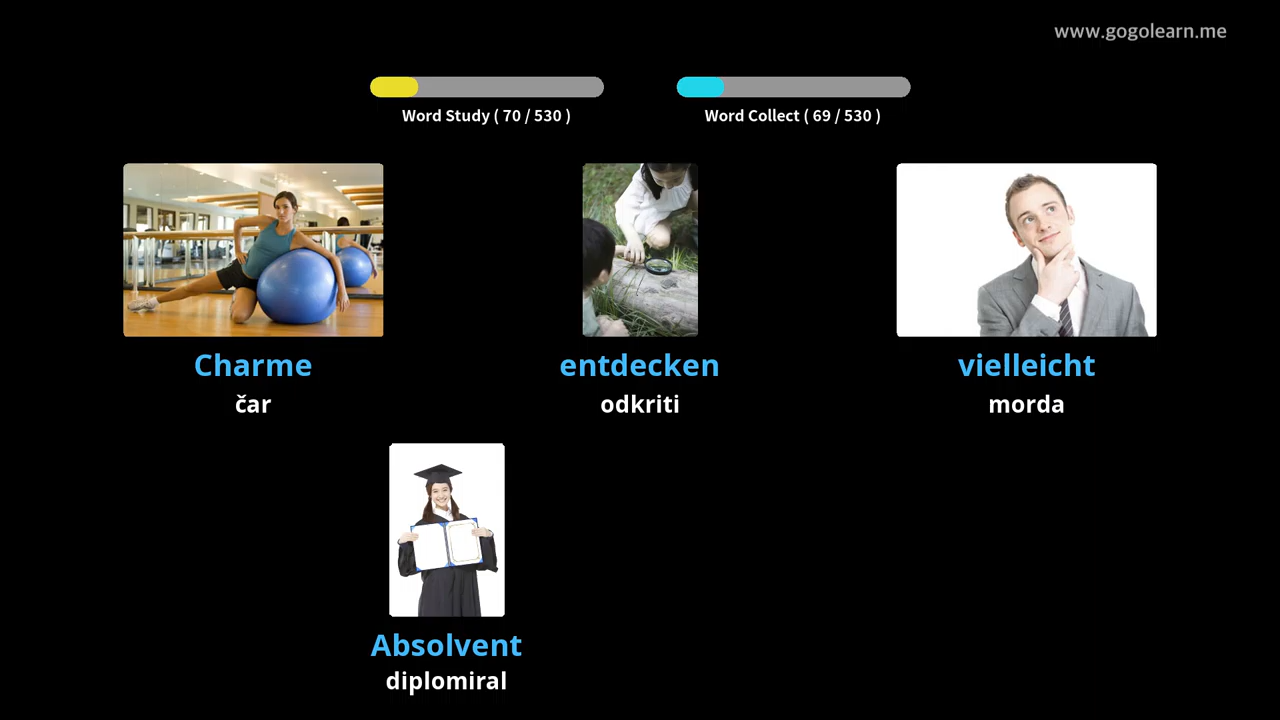 www.gogolearn.me
Word Study ( 70 / 530 )
Word Collect ( 69 / 530 )
Charme
čar
entdecken
odkriti
vielleicht
morda
Absolvent
diplomiral